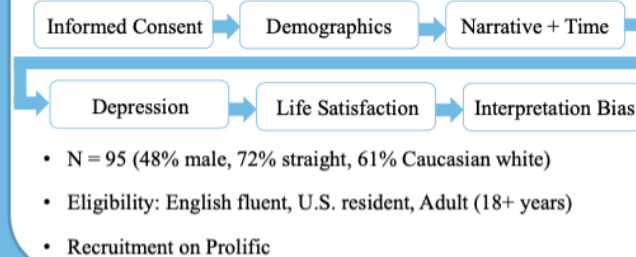 Informed Consent Demographics Narrative + Time
Depression Life Satisfaction Interpretation Bias
• N = 95 (48% male, 72% straight, 61% Caucasian white)
• Eligibility: English fluent, U.S. resident, Adult (18+ years)
• Recruitment on Prolific